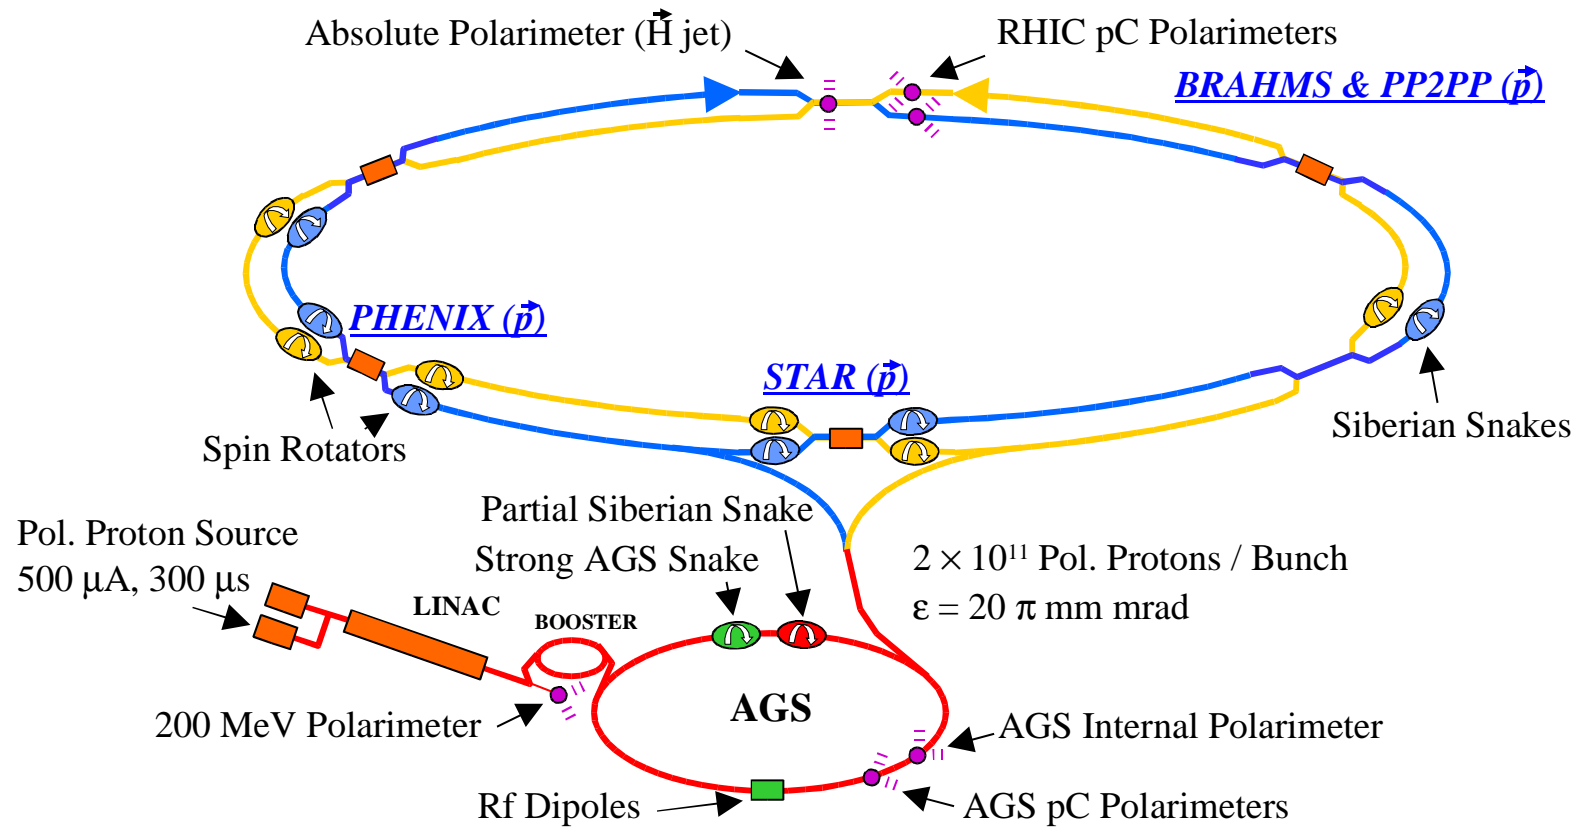 Absolute Polarimeter (H⃗ jet)
RHIC pC Polarimeters
BRAHMS & PP2PP (p⃗)
PHENIX (p⃗)
STAR (p⃗)
Siberian Snakes
Spin Rotators
Partial Siberian Snake
Strong AGS Snake
Pol. Proton Source
500 μA, 300 μs
2 × 10¹¹ Pol. Protons / Bunch
ε = 20 π mm mrad
LINAC
BOOSTER
AGS
200 MeV Polarimeter
AGS Internal Polarimeter
Rf Dipoles
AGS pC Polarimeters